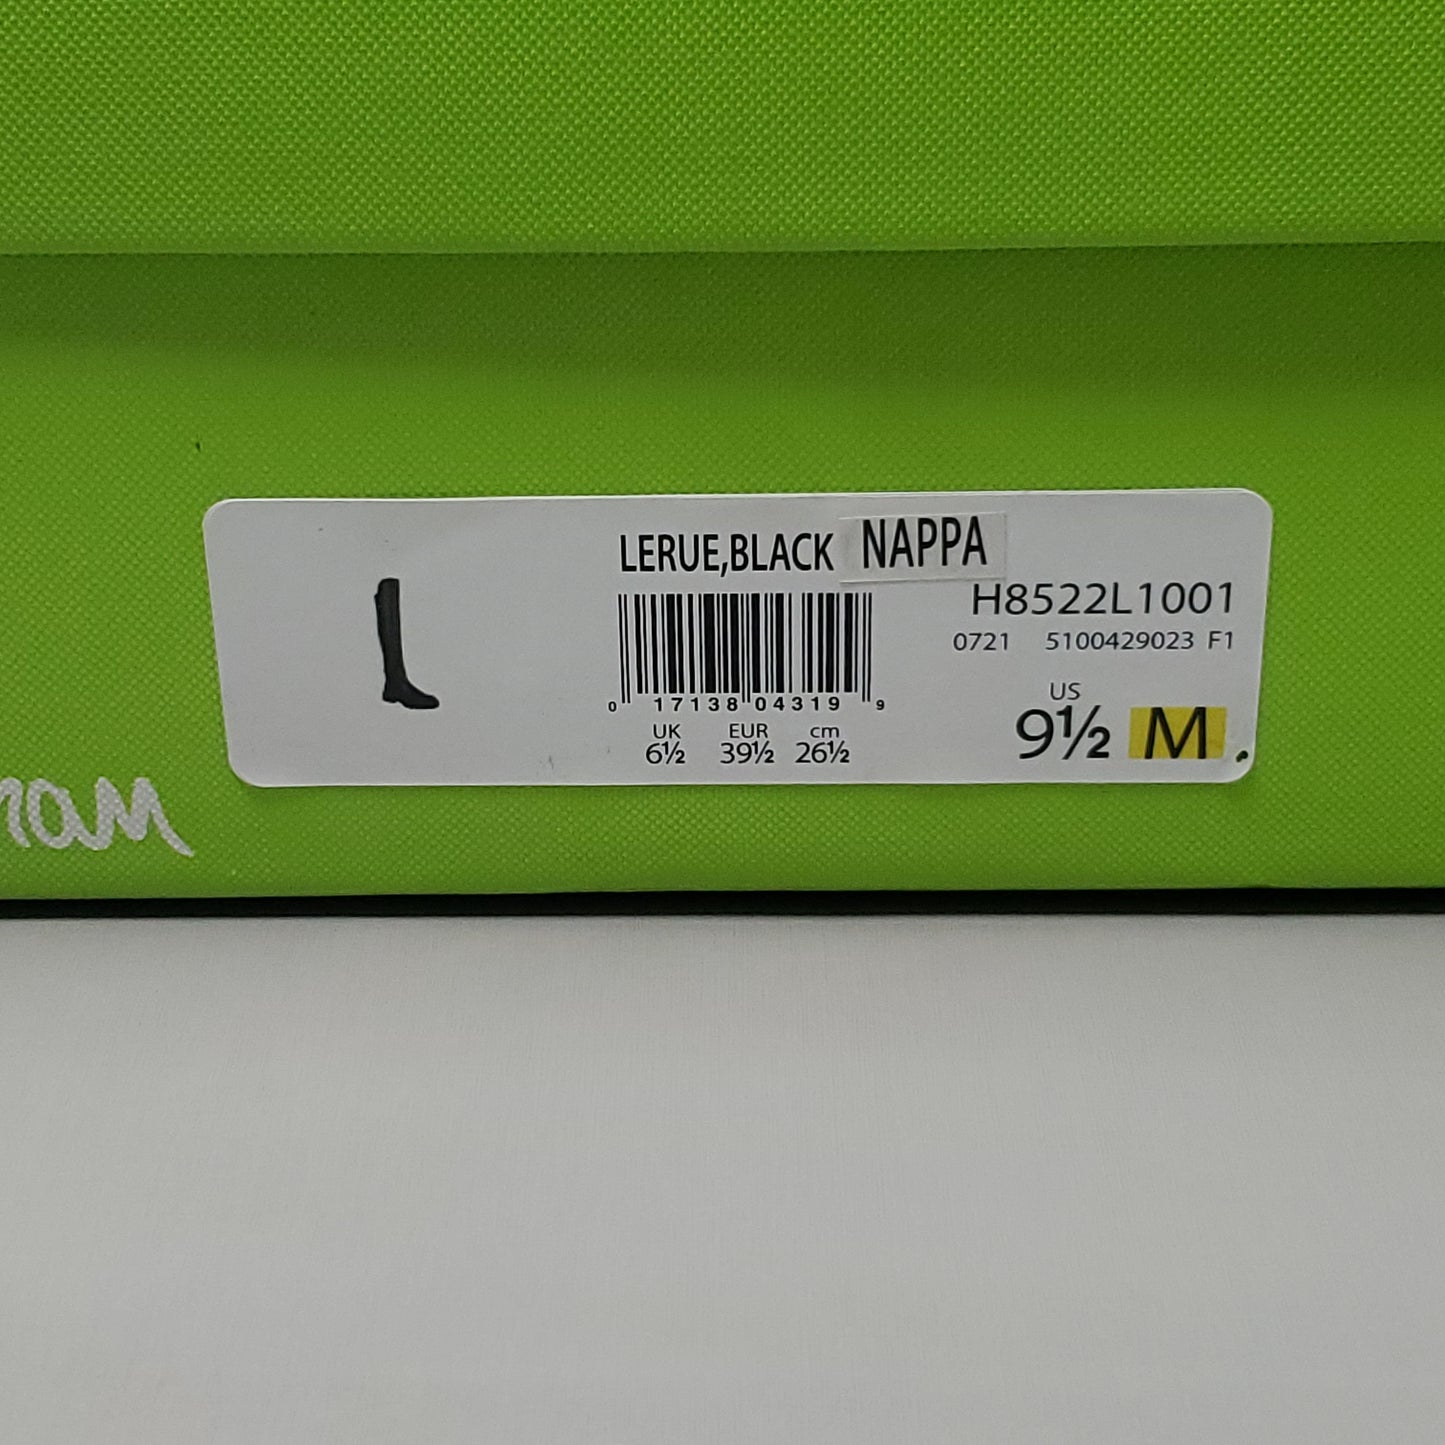 LERUE,BLACK NAPPA
H8522L1001
0721 5100429023 F1
0 17138 04319 9
UK EUR cm
6½ 39½ 26½
US
9½ M